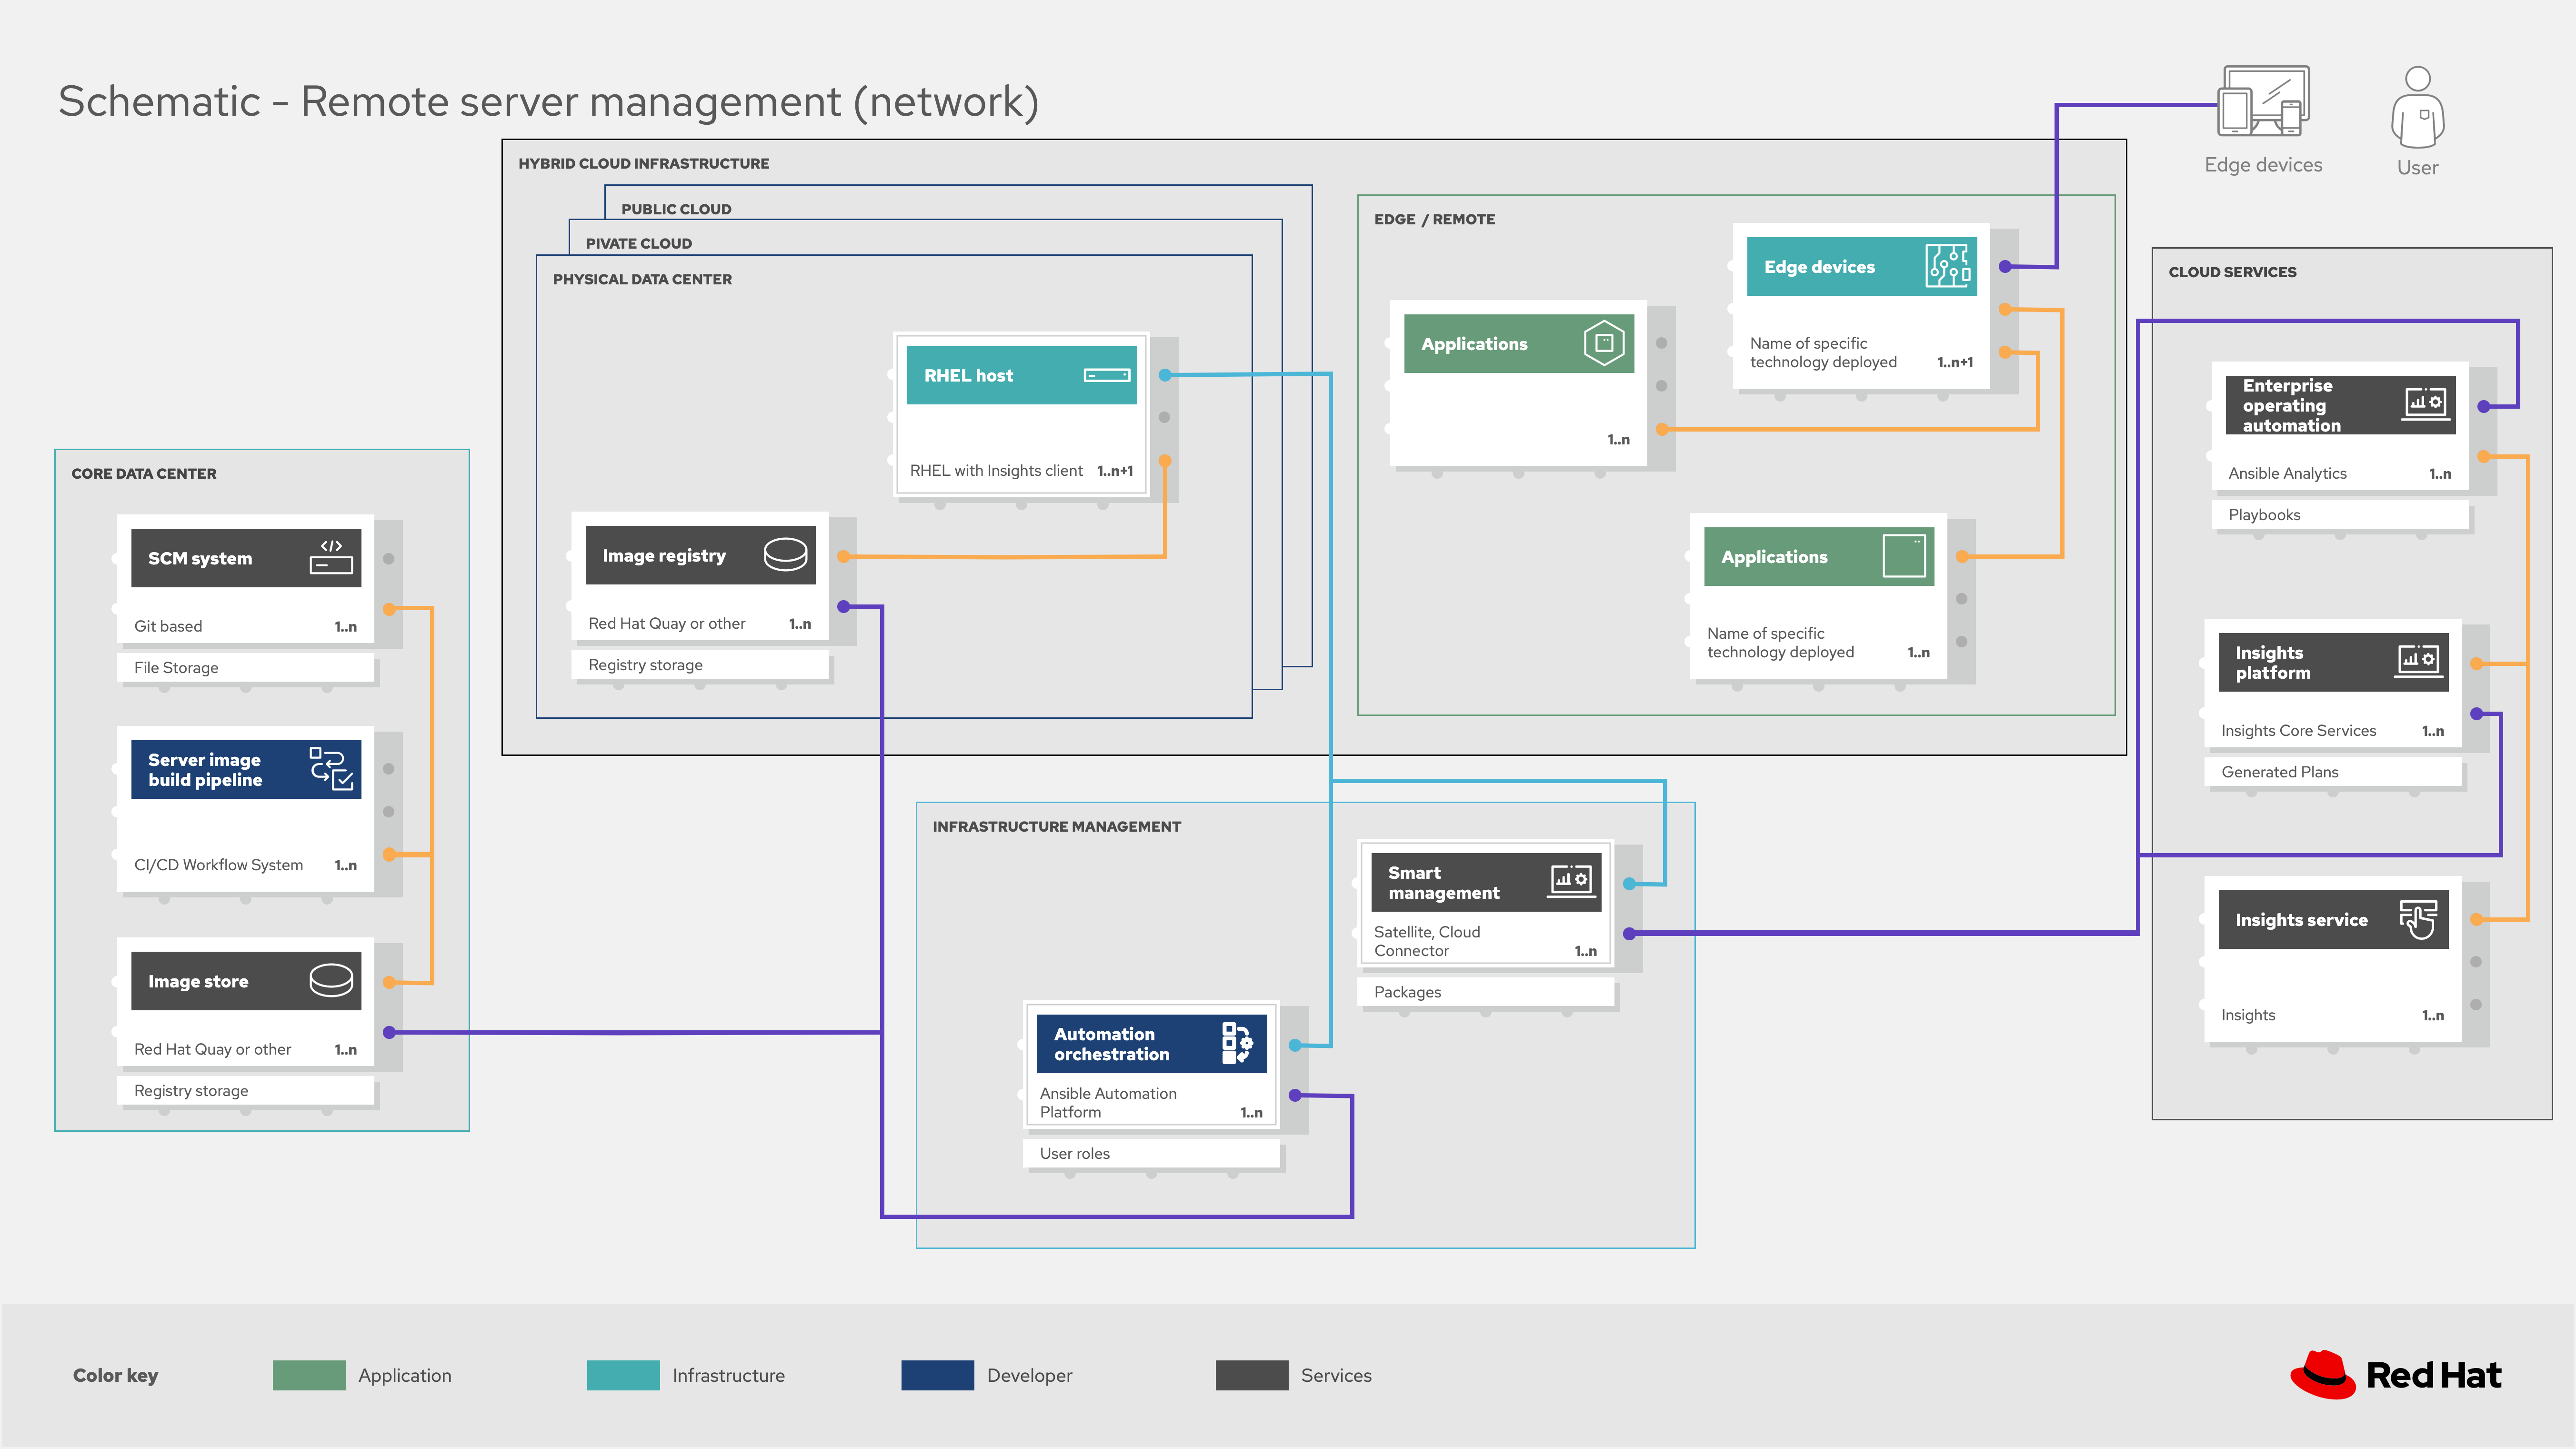 Schematic - Remote server management (network)
Edge devices
User
HYBRID CLOUD INFRASTRUCTURE
PUBLIC CLOUD
PIVATE CLOUD
PHYSICAL DATA CENTER
RHEL host
RHEL with Insights client 1..n+1
Image registry
Red Hat Quay or other 1..n
Registry storage
EDGE / REMOTE
Edge devices
Name of specific
technology deployed 1..n+1
Applications
1..n
Applications
Name of specific
technology deployed 1..n
CLOUD SERVICES
Enterprise
operating
automation
Ansible Analytics 1..n
Playbooks
Insights
platform
Insights Core Services 1..n
Generated Plans
Insights service
Insights 1..n
CORE DATA CENTER
SCM system
</>
Git based 1..n
File Storage
Server image
build pipeline
CI/CD Workflow System 1..n
Image store
Red Hat Quay or other 1..n
Registry storage
INFRASTRUCTURE MANAGEMENT
Smart
management
Satellite, Cloud
Connector 1..n
Packages
Automation
orchestration
Ansible Automation
Platform 1..n
User roles
Color key
Application
Infrastructure
Developer
Services
Red Hat